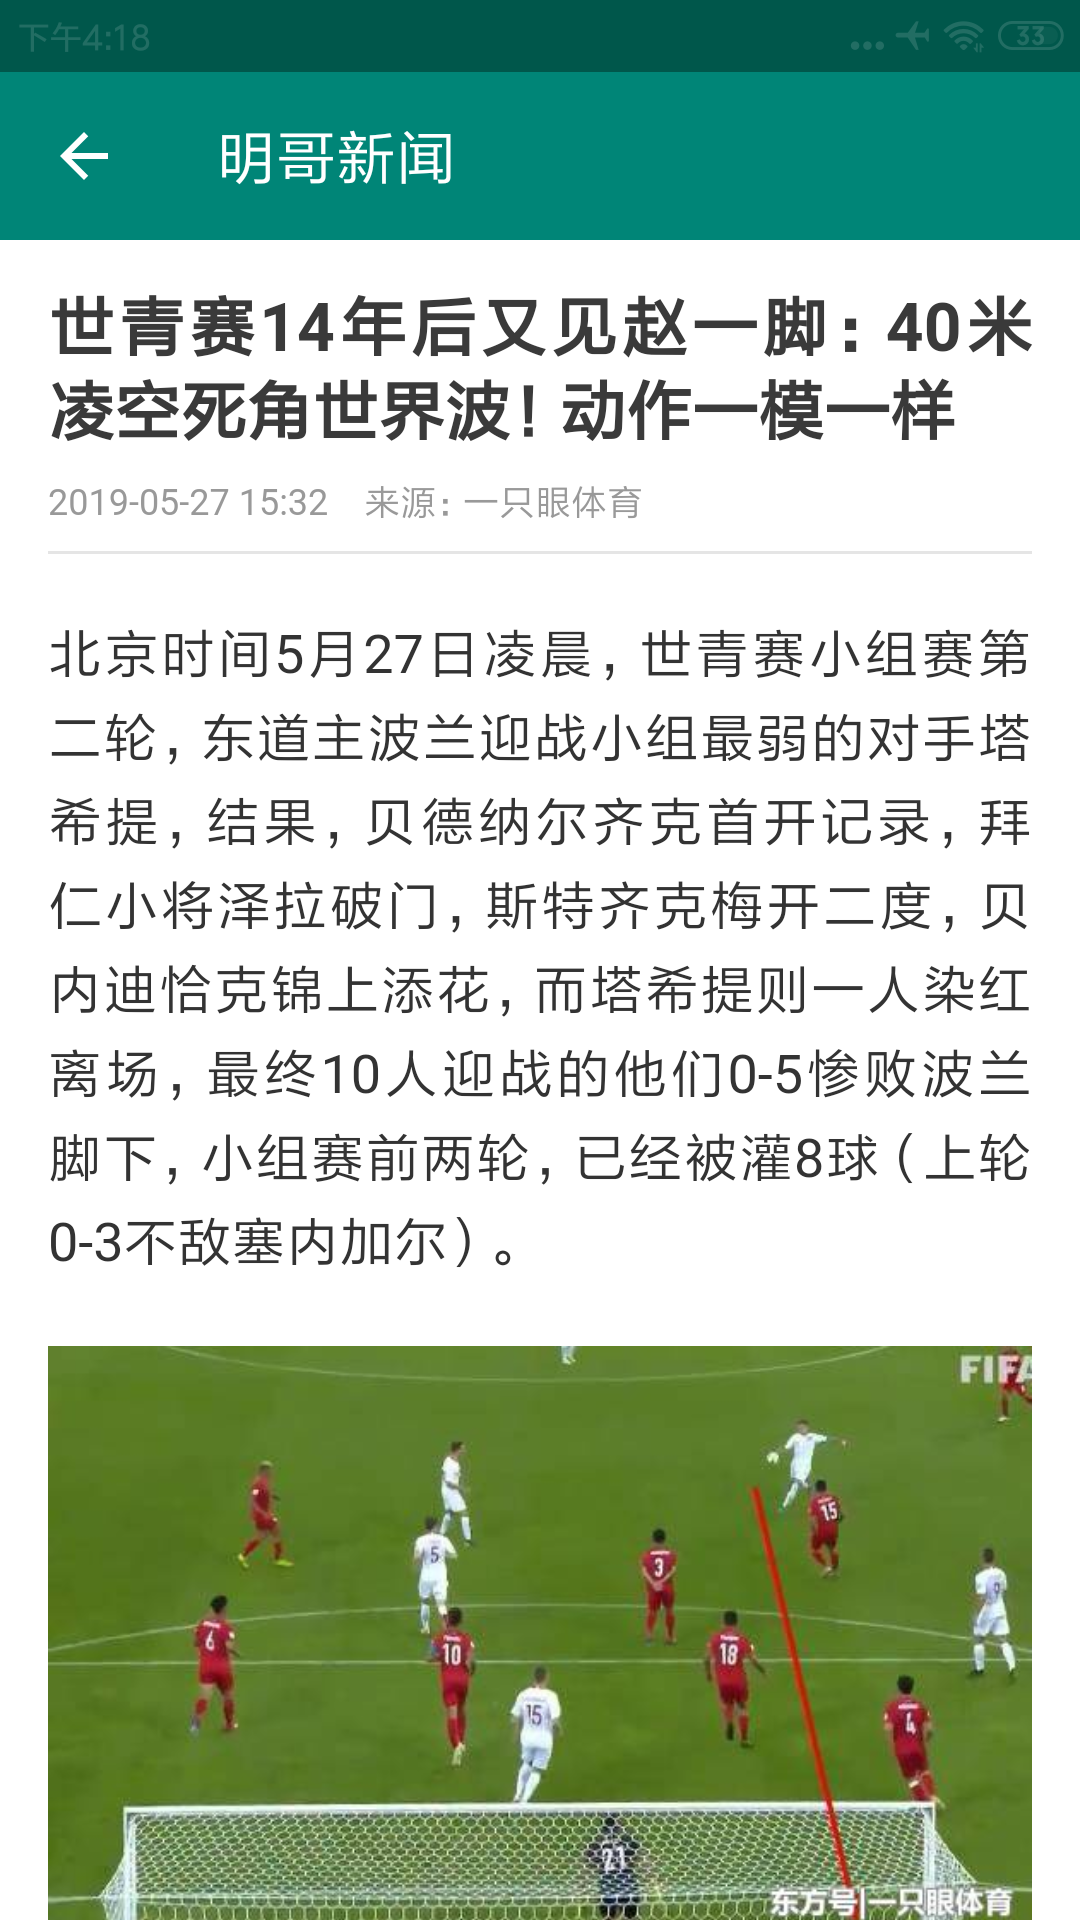 下午4:18
33
明哥新闻
世青赛14年后又见赵一脚：40米
凌空死角世界波！动作一模一样
2019-05-27 15:32 来源：一只眼体育
北京时间5月27日凌晨，世青赛小组赛第
二轮，东道主波兰迎战小组最弱的对手塔
希提，结果，贝德纳尔齐克首开记录，拜
仁小将泽拉破门，斯特齐克梅开二度，贝
内迪恰克锦上添花，而塔希提则一人染红
离场，最终10人迎战的他们0-5惨败波兰
脚下，小组赛前两轮，已经被灌8球（上轮
0-3不敌塞内加尔）。
FIFA
15
5
3
9
6
10
18
15
4
21
东方号|一只眼体育